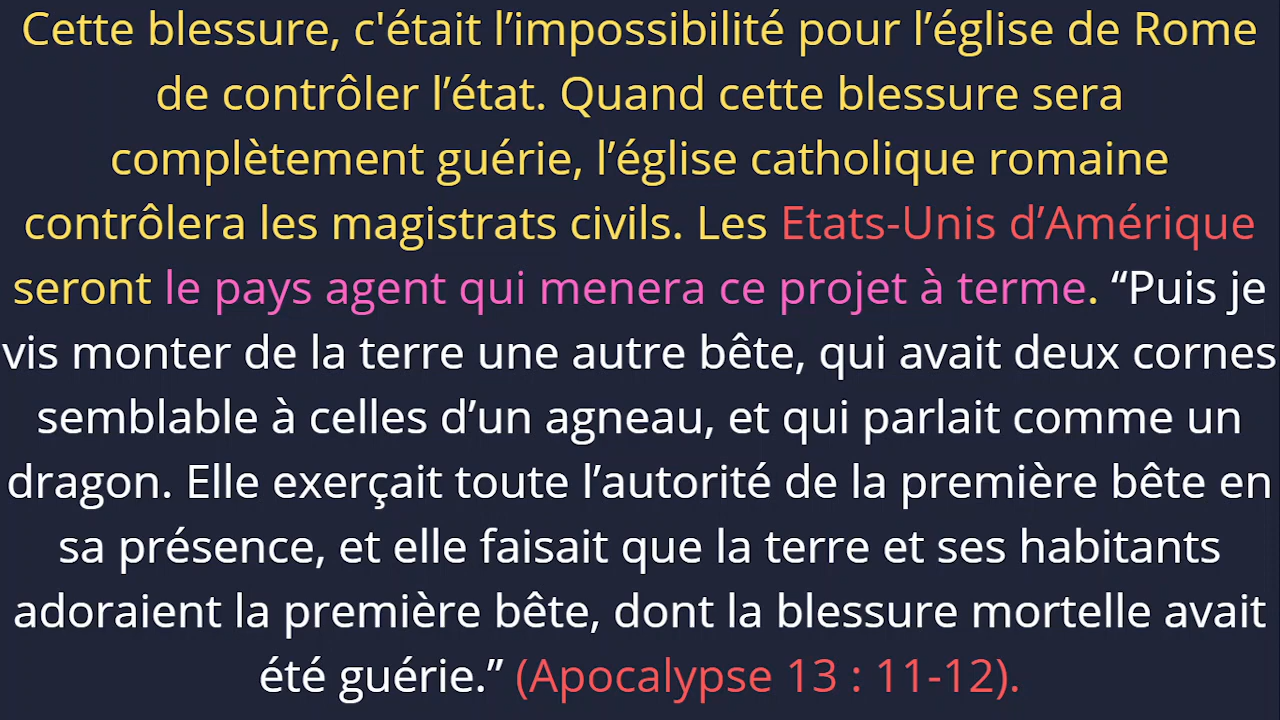 Cette blessure, c'était l’impossibilité pour l’église de Rome
de contrôler l’état. Quand cette blessure sera
complètement guérie, l’église catholique romaine
contrôlera les magistrats civils. Les Etats-Unis d’Amérique
seront le pays agent qui menera ce projet à terme. “Puis je
vis monter de la terre une autre bête, qui avait deux cornes
semblable à celles d’un agneau, et qui parlait comme un
dragon. Elle exerçait toute l’autorité de la première bête en
sa présence, et elle faisait que la terre et ses habitants
adoraient la première bête, dont la blessure mortelle avait
été guérie.” (Apocalypse 13 : 11-12).